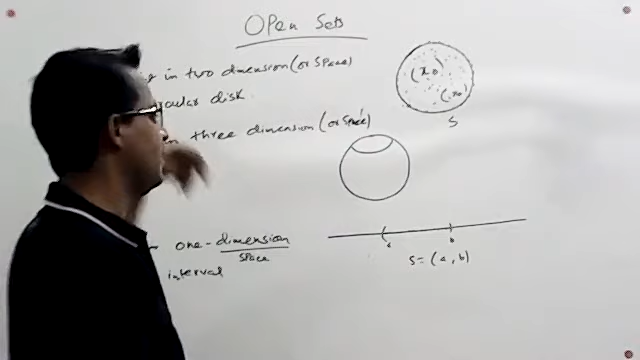 OPen Sets
in two dimension (or SPace)
disk.
three dimension (or SPace)
(x₀)
(.x₀)
S
one-dimension
SPace
interval
a b
S = (a, b)